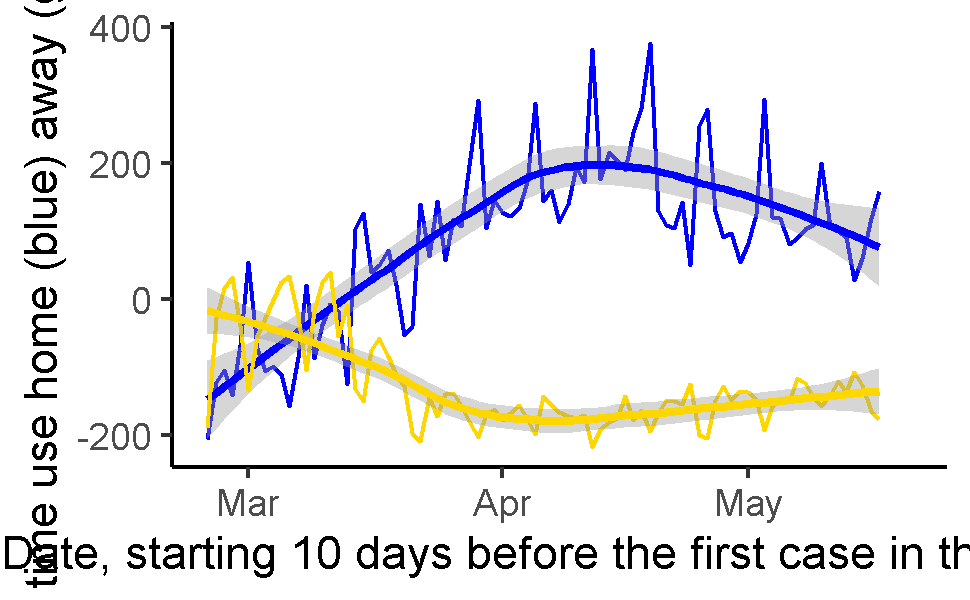 time use home (blue) away (
400
200
0
-200
Mar Apr May
Date, starting 10 days before the first case in th